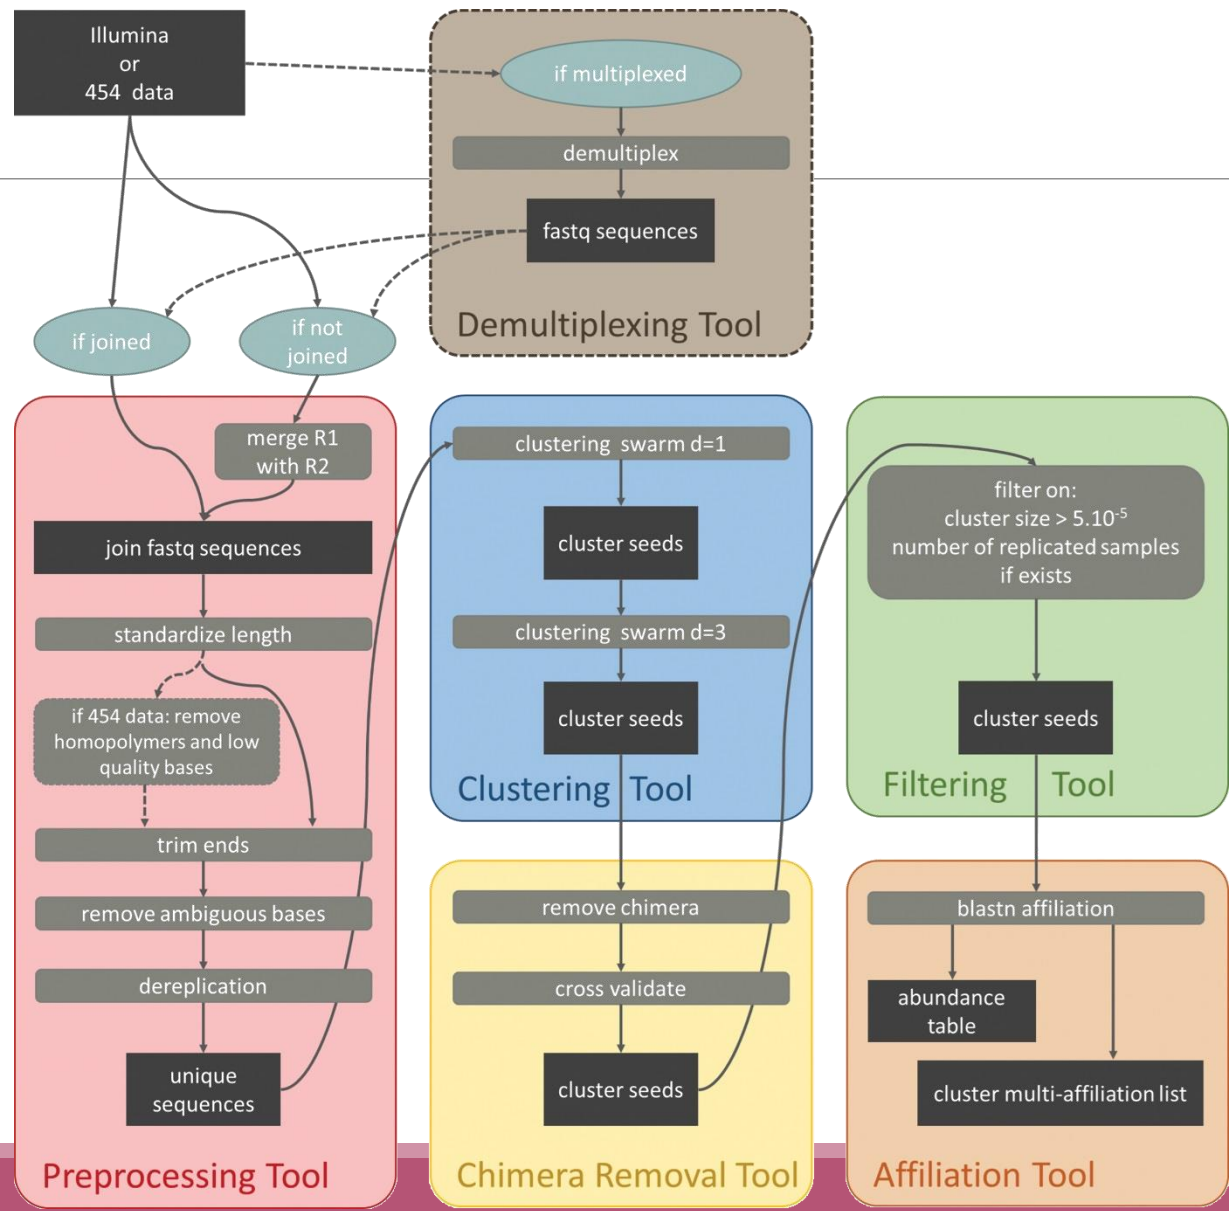 Illumina
or
454 data
if multiplexed
demultiplex
fastq sequences
Demultiplexing Tool
if joined
if not
joined
merge R1
with R2
join fastq sequences
standardize length
if 454 data: remove
homopolymers and low
quality bases
trim ends
remove ambiguous bases
dereplication
unique
sequences
Preprocessing Tool
clustering swarm d=1
cluster seeds
clustering swarm d=3
cluster seeds
Clustering Tool
remove chimera
cross validate
cluster seeds
Chimera Removal Tool
filter on:
cluster size > 5.10⁻⁵
number of replicated samples
if exists
cluster seeds
Filtering Tool
blastn affiliation
abundance
table
cluster multi-affiliation list
Affiliation Tool